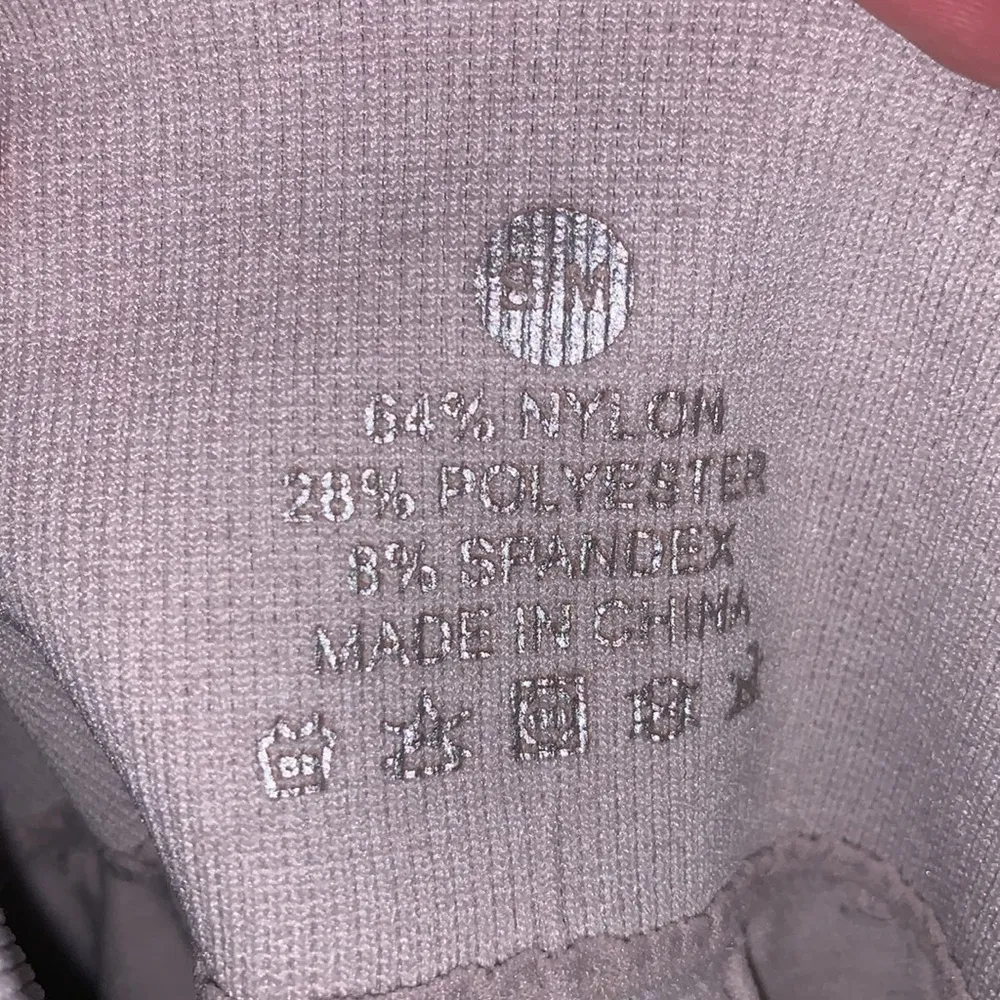 S/M
64% NYLON
28% POLYESTER
8% SPANDEX
MADE IN CHINA